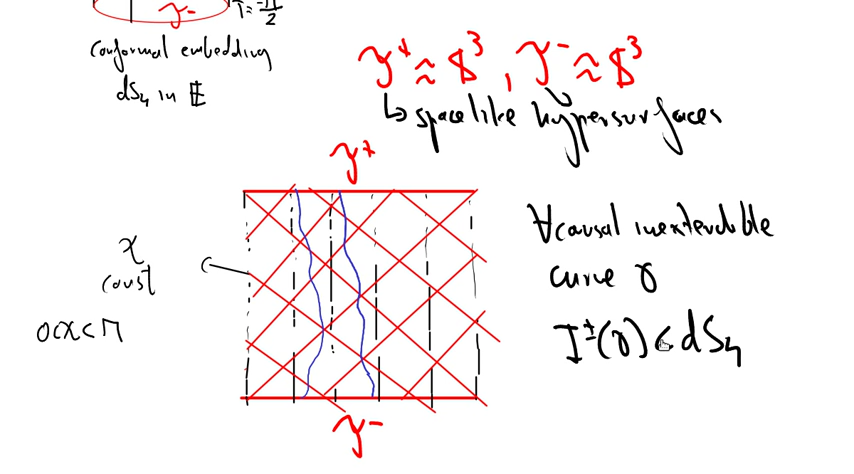 𝒥⁻ T = -π/2
conformal embedding
dS₄ in E
𝒥⁺ ≈ S³, 𝒥⁻ ≈ S³
↳ spacelike hypersurfaces
𝒥⁺
∀ causal inextendible
χ
const
curve γ
0<χ<π
I±(γ) ⊂ dS₄
𝒥⁻